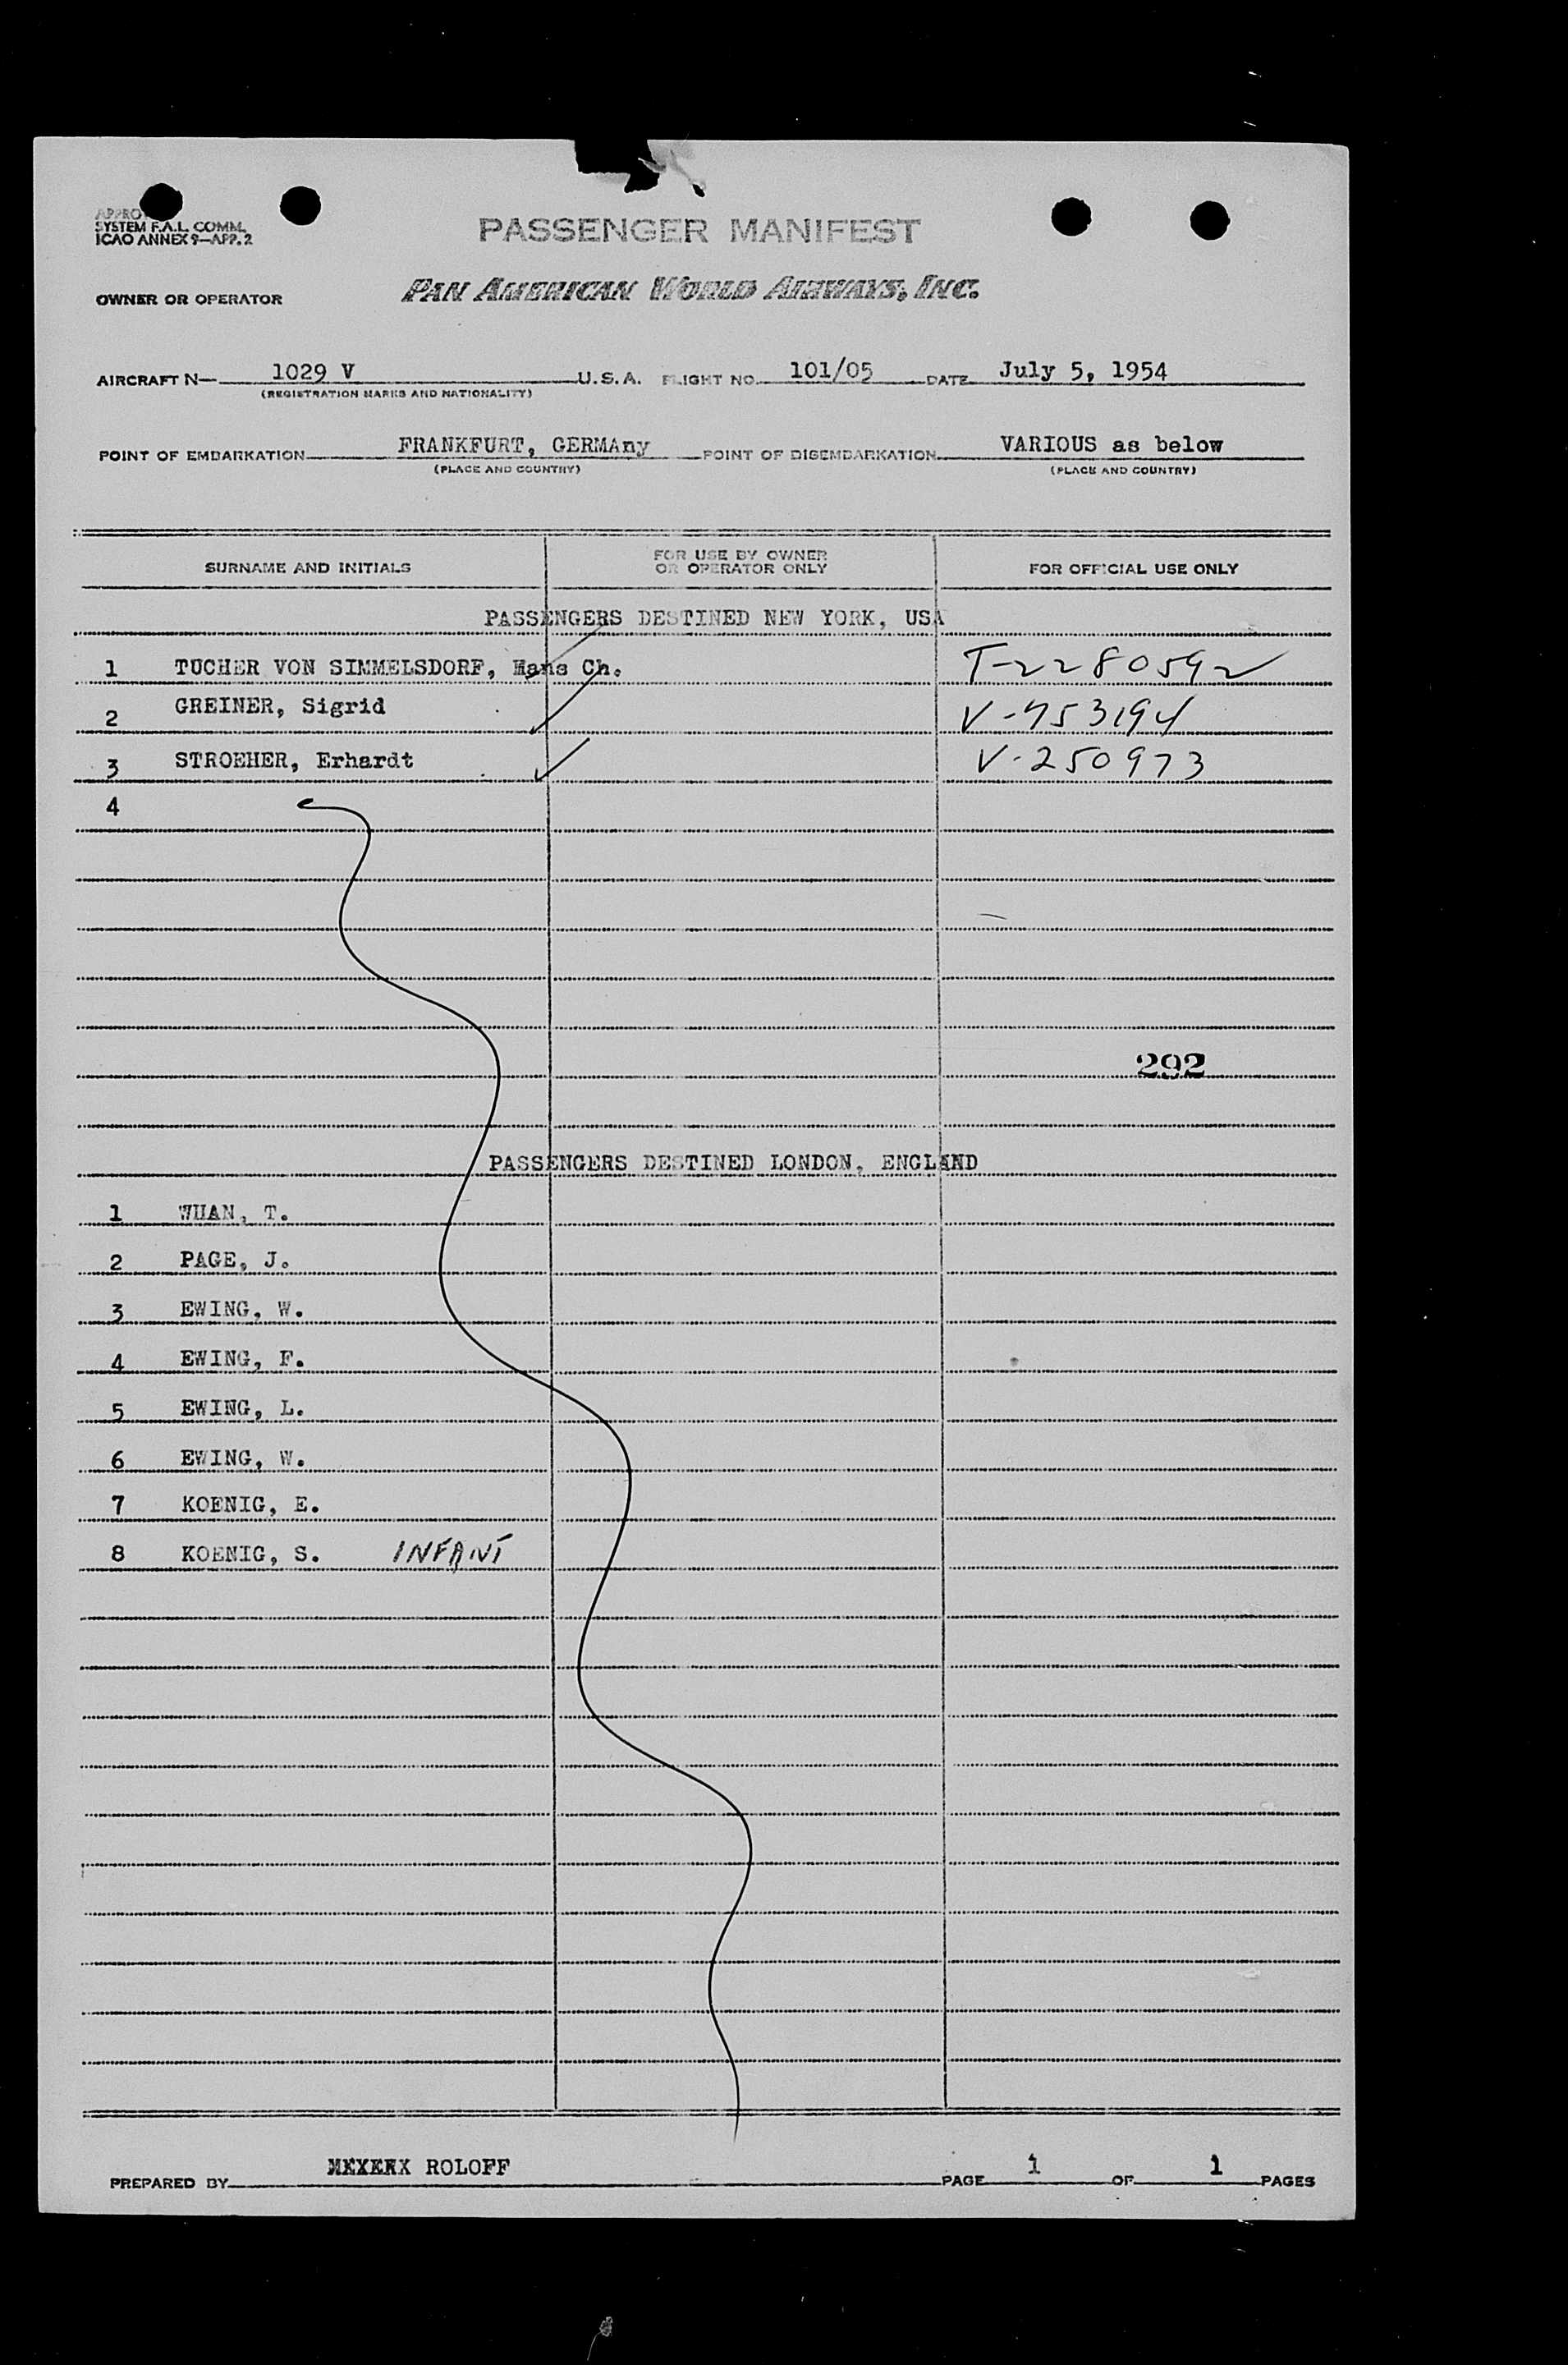 SYSTEM F.A.L. COMM.
ICAO ANNEX 9—APP. 2
PASSENGER MANIFEST
OWNER OR OPERATOR PAN AMERICAN WORLD AIRWAYS, INC.
AIRCRAFT N— 1029 V U.S.A. FLIGHT NO. 101/05 DATE July 5, 1954
(REGISTRATION MARKS AND NATIONALITY)
POINT OF EMBARKATION FRANKFURT, GERMAny POINT OF DISEMBARKATION VARIOUS as below
(PLACE AND COUNTRY) (PLACE AND COUNTRY)
SURNAME AND INITIALS FOR USE BY OWNER OR OPERATOR ONLY FOR OFFICIAL USE ONLY
PASSENGERS DESTINED NEW YORK, USA
1 TUCHER VON SIMMELSDORF, Hans Ch. T-2280592
2 GREINER, Sigrid V-753194
3 STROEHER, Erhardt V-250973
4
292
PASSENGERS DESTINED LONDON, ENGLAND
1 WHAN, T.
2 PAGE, J.
3 EWING, W.
4 EWING, F.
5 EWING, L.
6 EWING, W.
7 KOENIG, E.
8 KOENIG, S. INFANT
PREPARED BY ROLOFF PAGE 1 OF 1 PAGES